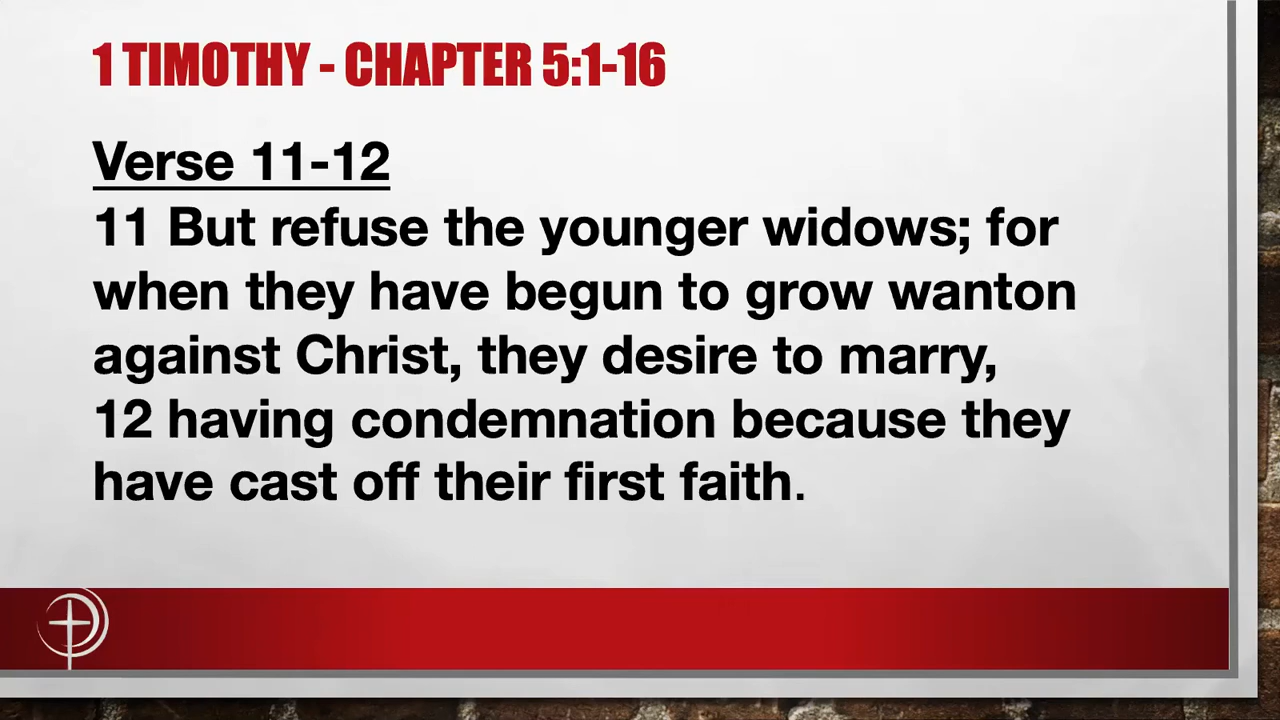 1 TIMOTHY - CHAPTER 5:1-16
Verse 11-12
11 But refuse the younger widows; for
when they have begun to grow wanton
against Christ, they desire to marry,
12 having condemnation because they
have cast off their first faith.